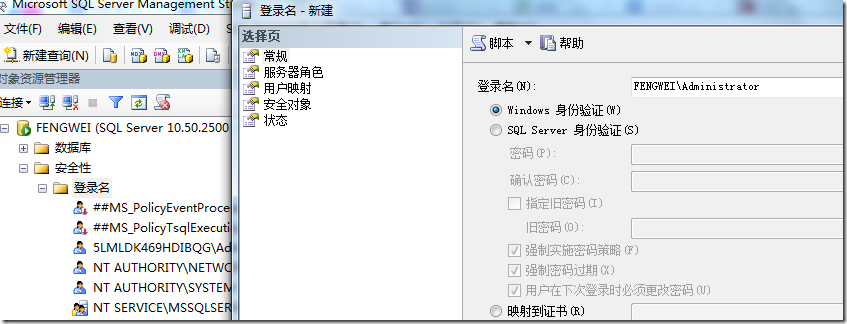 Microsoft SQL Server Management Stu
文件(F) 编辑(E) 查看(V) 调试(D)
新建查询(N)
对象资源管理器
连接
FENGWEI (SQL Server 10.50.2500
数据库
安全性
登录名
##MS_PolicyEventProce
##MS_PolicyTsqlExecuti
5LMLDK469HDIBQG\Ad
NT AUTHORITY\NETWO
NT AUTHORITY\SYSTEM
NT SERVICE\MSSQLSER
登录名 - 新建
选择页
常规
服务器角色
用户映射
安全对象
状态
脚本 帮助
登录名(N): FENGWEI\Administrator
Windows 身份验证(W)
SQL Server 身份验证(S)
密码(P):
确认密码(C):
指定旧密码(I)
旧密码(O):
强制实施密码策略(F)
强制密码过期(X)
用户在下次登录时必须更改密码(U)
映射到证书(R)